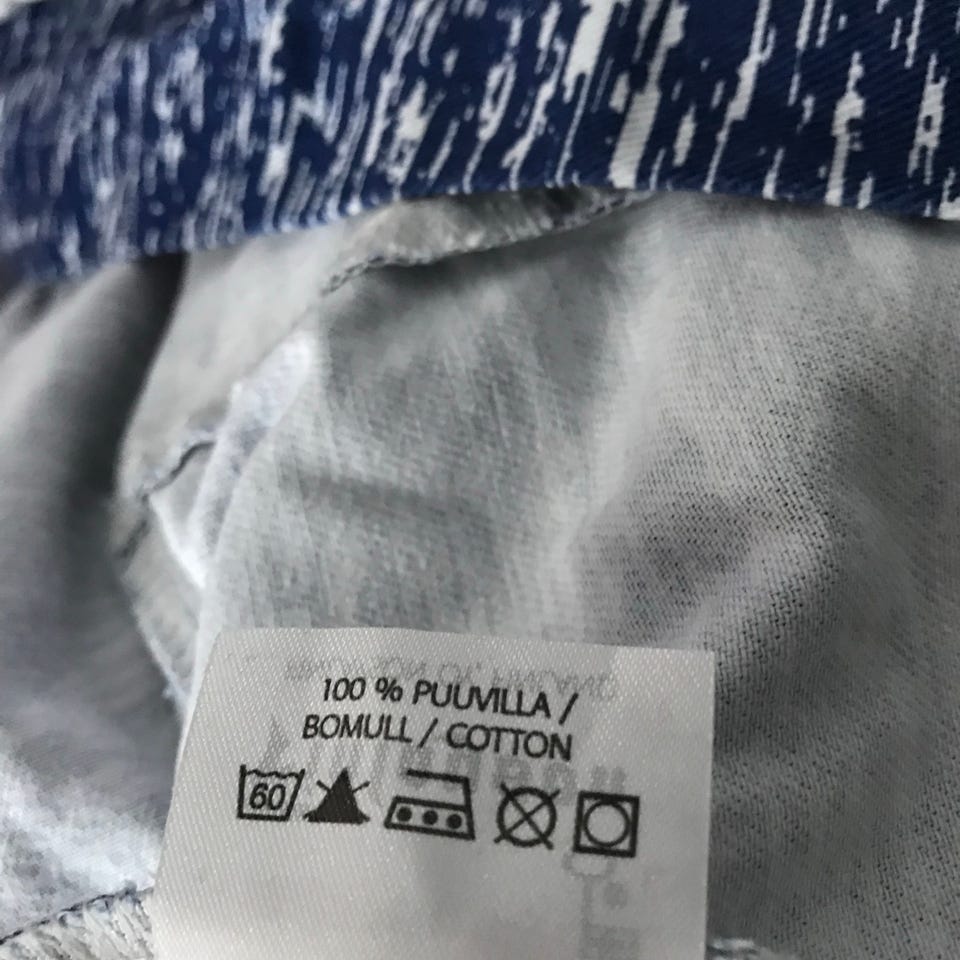 100 % PUUVILLA /
BOMULL / COTTON
60